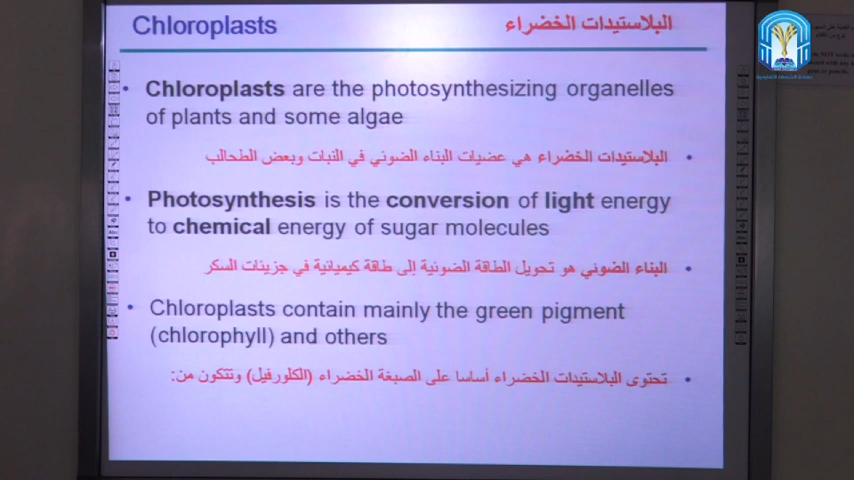 Chloroplasts البلاستيدات الخضراء
• Chloroplasts are the photosynthesizing organelles
of plants and some algae
• البلاستيدات الخضراء هي عضيات البناء الضوئي في النبات وبعض الطحالب
• Photosynthesis is the conversion of light energy
to chemical energy of sugar molecules
• البناء الضوئي هو تحويل الطاقة الضوئية إلى طاقة كيميائية في جزيئات السكر
• Chloroplasts contain mainly the green pigment
(chlorophyll) and others
• تحتوى البلاستيدات الخضراء أساسا على الصبغة الخضراء (الكلورفيل) وتتكون من: